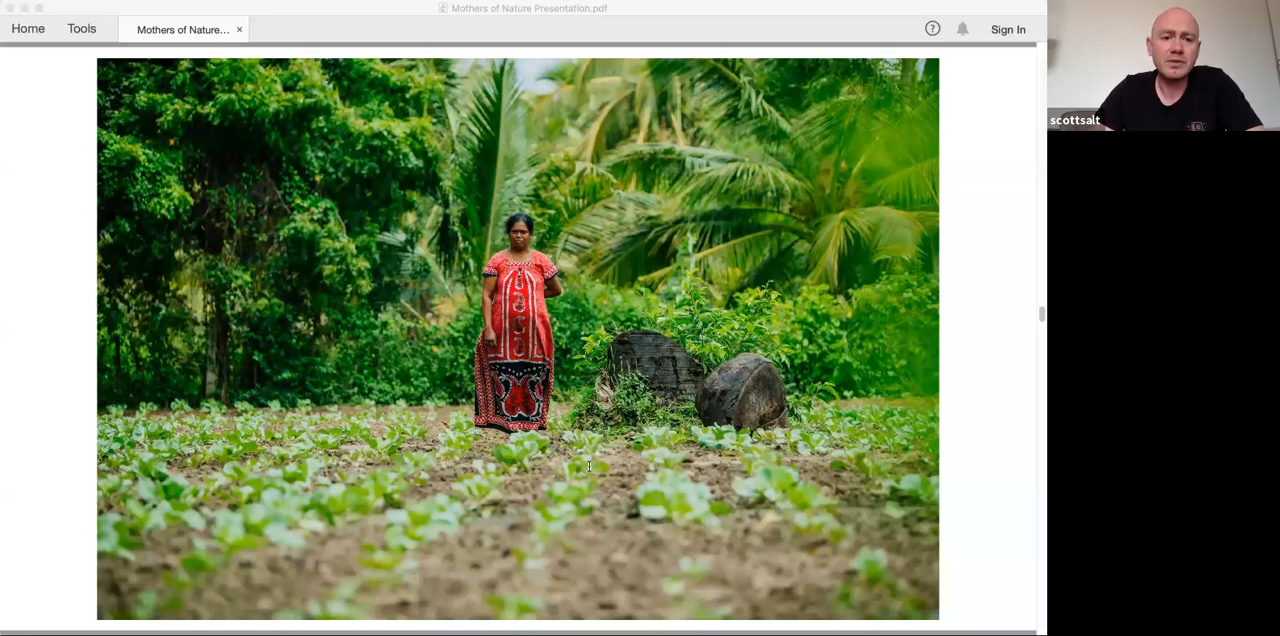 Mothers of Nature Presentation.pdf
Home
Tools
Mothers of Nature... ×
?
Sign In
scottsalt